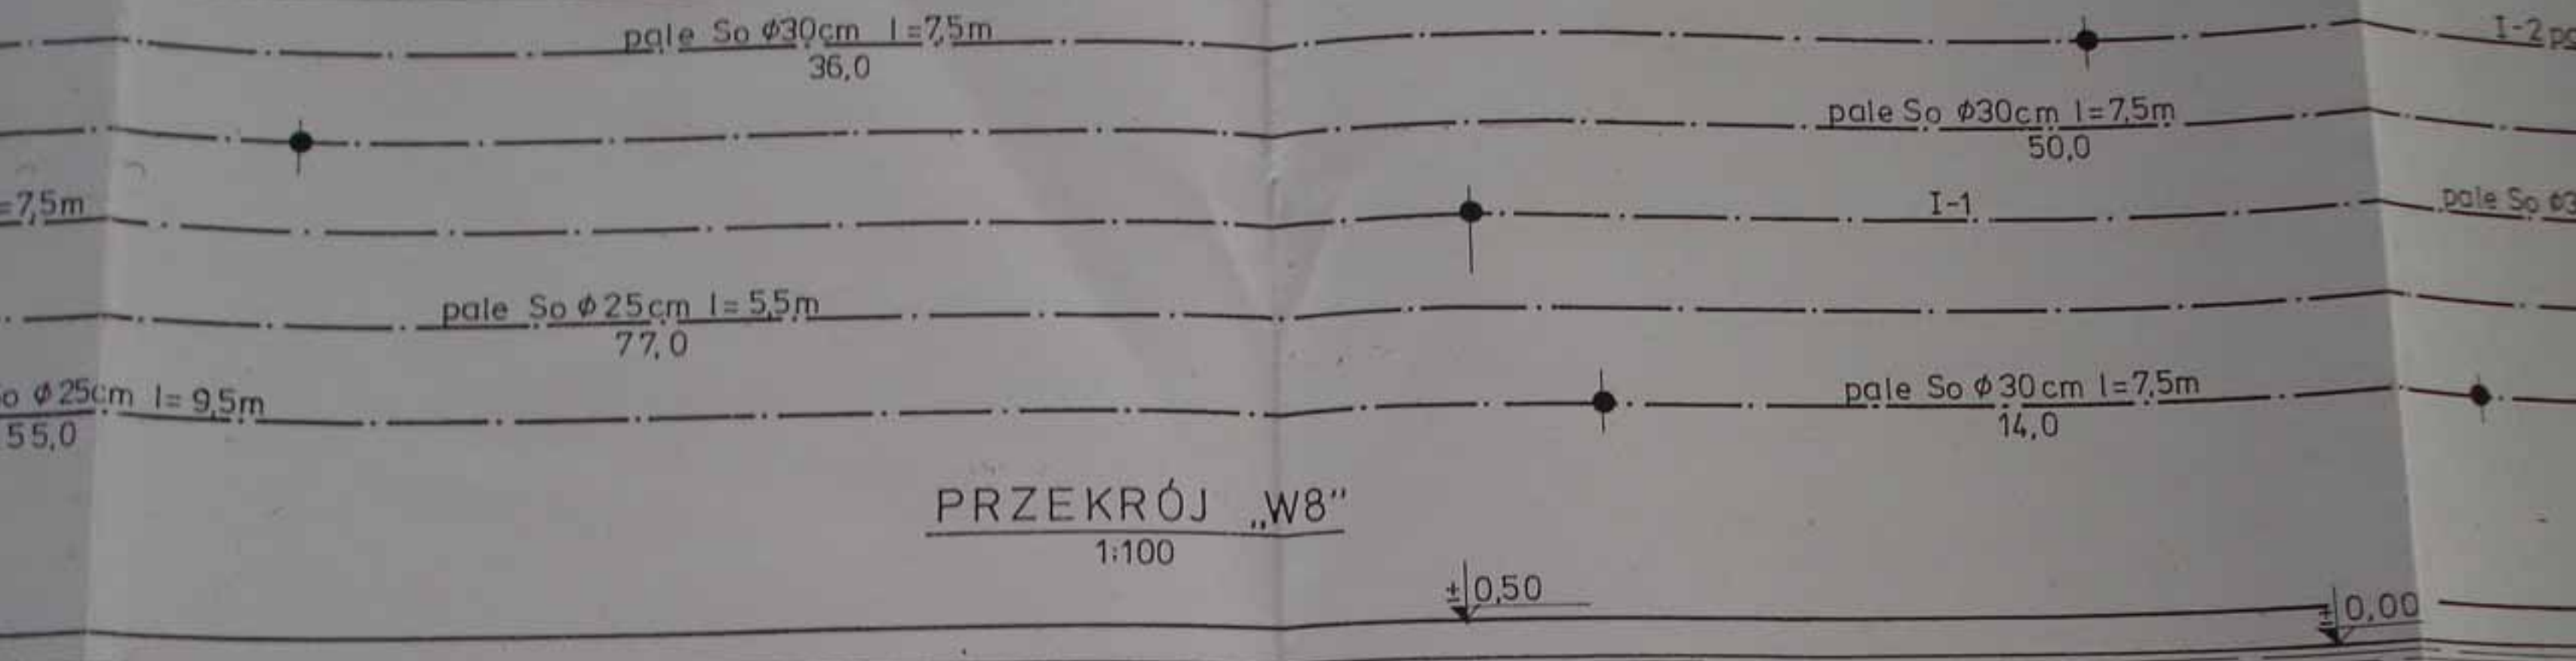 pale So ϕ30cm l=7,5m
36,0
I-2
pale So ϕ30cm l=7,5m
50,0
=7,5m
I-1
pale So ϕ3
pale So ϕ25cm l=5,5m
77,0
o ϕ25cm l=9,5m
55,0
pale So ϕ30cm l=7,5m
14,0
PRZEKRÓJ „W8”
1:100
±0,50
±0,00